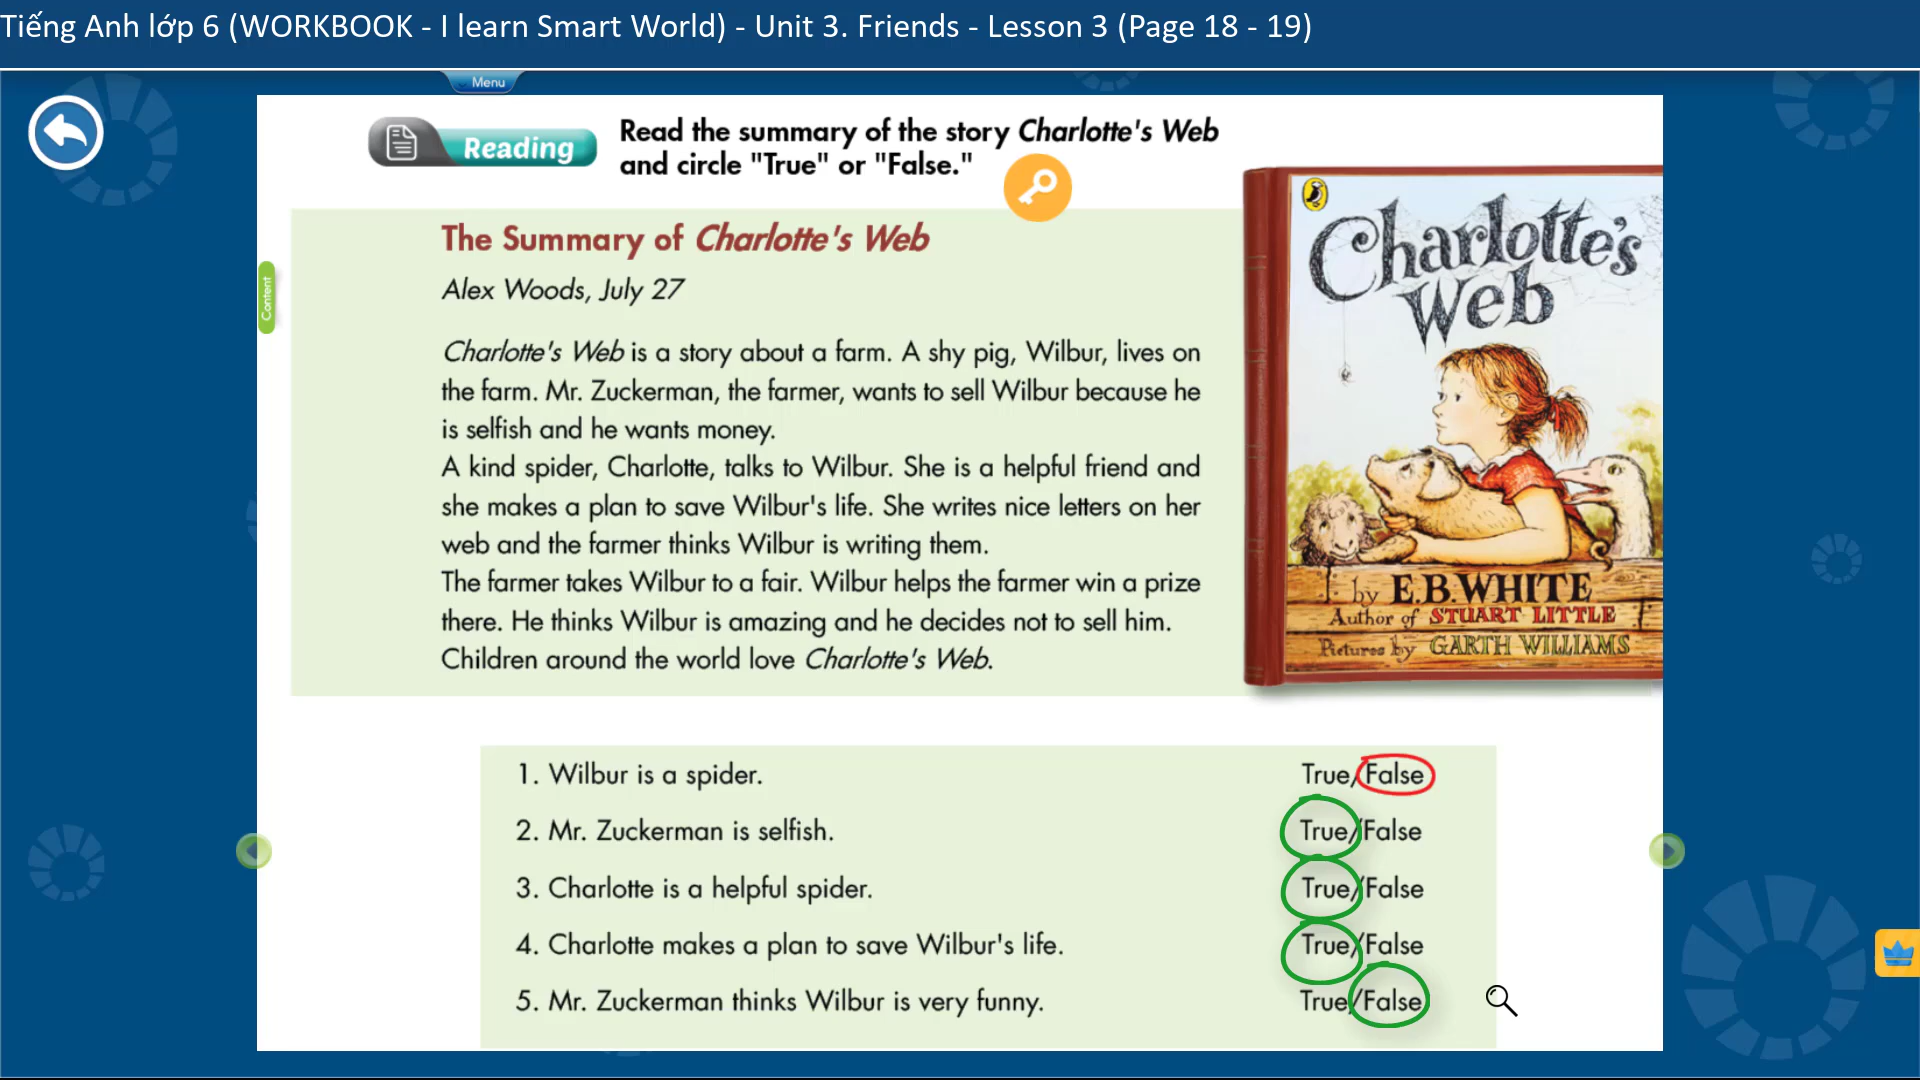 Tiếng Anh lớp 6 (WORKBOOK - I learn Smart World) - Unit 3. Friends - Lesson 3 (Page 18 - 19)
Menu
Reading
Read the summary of the story Charlotte's Web
and circle "True" or "False."
Content
The Summary of Charlotte's Web
Alex Woods, July 27
Charlotte's Web is a story about a farm. A shy pig, Wilbur, lives on
the farm. Mr. Zuckerman, the farmer, wants to sell Wilbur because he
is selfish and he wants money.
A kind spider, Charlotte, talks to Wilbur. She is a helpful friend and
she makes a plan to save Wilbur's life. She writes nice letters on her
web and the farmer thinks Wilbur is writing them.
The farmer takes Wilbur to a fair. Wilbur helps the farmer win a prize
there. He thinks Wilbur is amazing and he decides not to sell him.
Children around the world love Charlotte's Web.
Charlotte's
Web
by E.B. WHITE
Author of STUART LITTLE
Pictures by GARTH WILLIAMS
1. Wilbur is a spider. True/False
2. Mr. Zuckerman is selfish. True/False
3. Charlotte is a helpful spider. True/False
4. Charlotte makes a plan to save Wilbur's life. True/False
5. Mr. Zuckerman thinks Wilbur is very funny. True/False